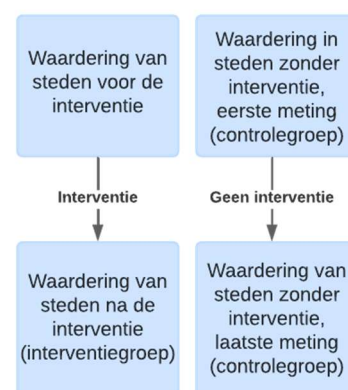 Waardering van
steden voor de
interventie
Waardering in
steden zonder
interventie,
eerste meting
(controlegroep)
Interventie
Geen interventie
Waardering van
steden na de
interventie
(interventiegroep)
Waardering van
steden zonder
interventie,
laatste meting
(controlegroep)